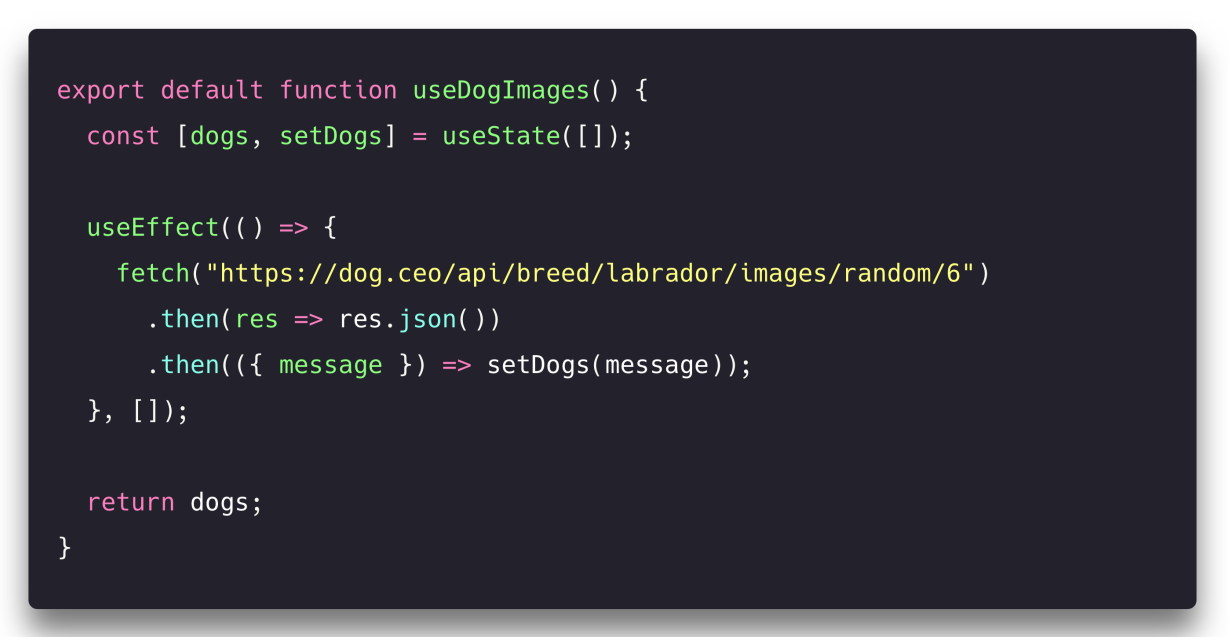 export default function useDogImages() {
  const [dogs, setDogs] = useState([]);

  useEffect(() => {
    fetch("https://dog.ceo/api/breed/labrador/images/random/6")
      .then(res => res.json())
      .then(({ message }) => setDogs(message));
  }, []);

  return dogs;
}